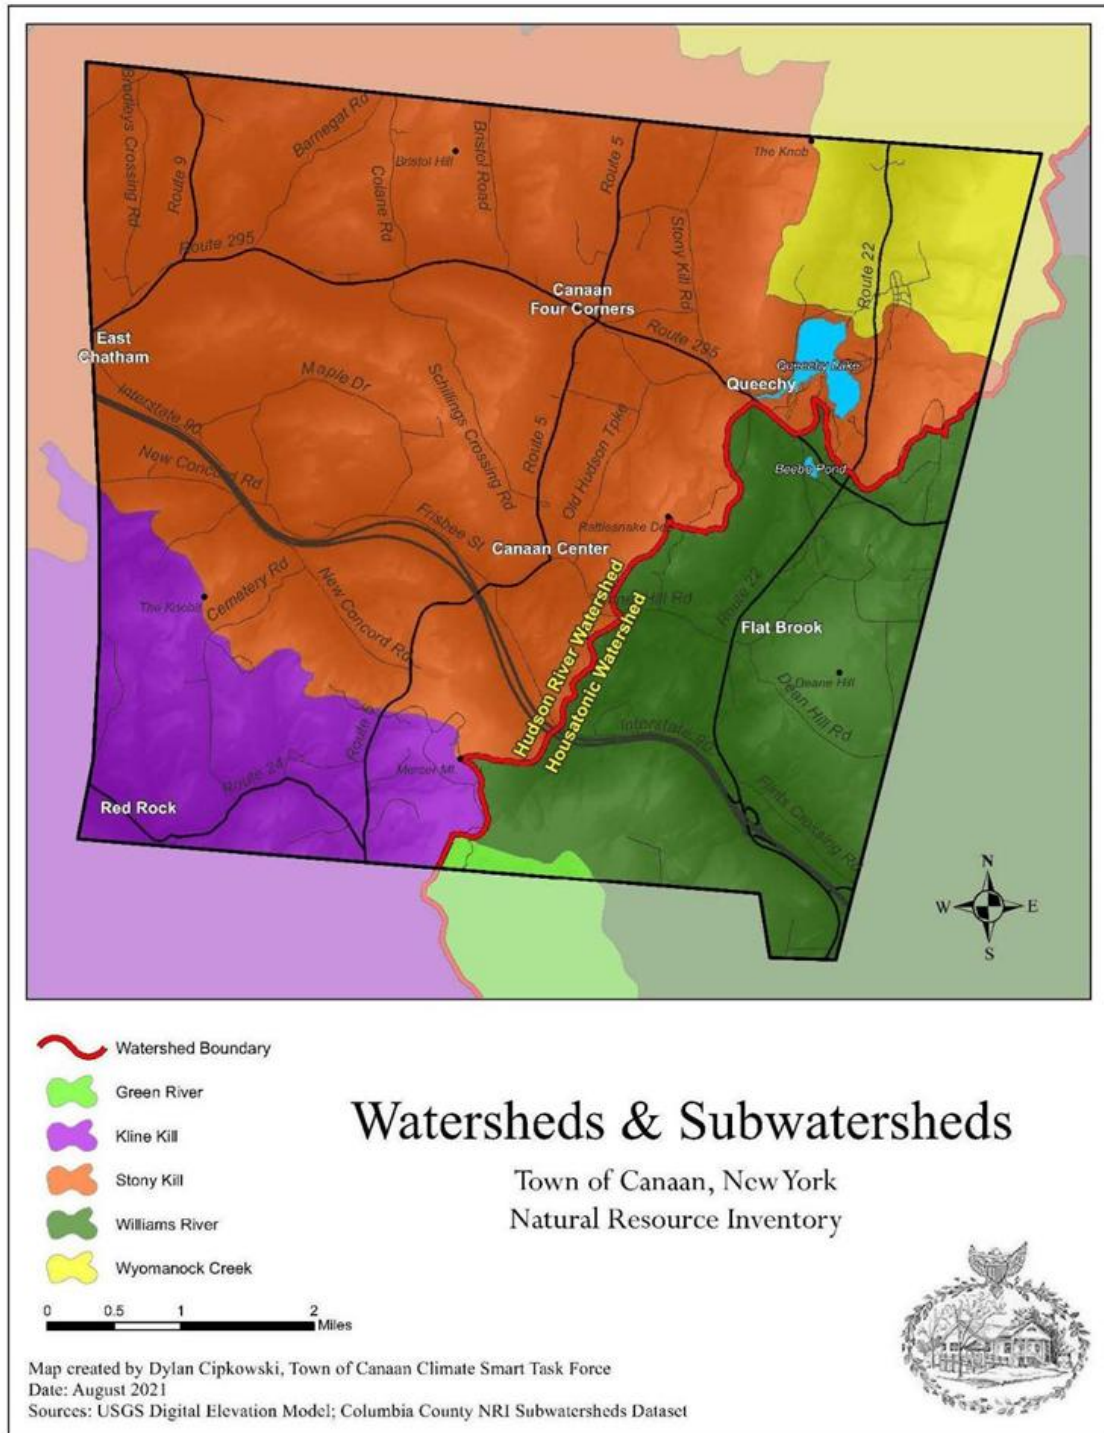 Bradleys Crossing Rd
Route 9
Barnegat Rd
Bristol Hill
Colane Rd
Bristol Road
Route 5
The Knob
Stony Kill Rd
Route 22
Route 295
Canaan
Four Corners
East
Chatham
Route 295
Queechy Lake
Queechy
Maple Dr
Interstate 90
Schillings Crossing Rd
Route 5
Old Hudson Tpke
New Concord Rd
Beebe Pond
Frisbee St
Rattlesnake
Canaan Center
Cemetery Rd
The Knobs
New Concord Rd
Hill Rd
Route 22
Flat Brook
Hudson River Watershed
Housatonic Watershed
Deane Hill
Dean Hill Rd
Interstate 90
Route 5
Route 24
Mercer Mt.
Red Rock
Flints Crossing Rd
N
W
E
S
Watershed Boundary
Green River
Kline Kill
Stony Kill
Williams River
Wyomanock Creek
Watersheds & Subwatersheds
Town of Canaan, New York
Natural Resource Inventory
0 0.5 1 2
Miles
Map created by Dylan Cipkowski, Town of Canaan Climate Smart Task Force
Date: August 2021
Sources: USGS Digital Elevation Model; Columbia County NRI Subwatersheds Dataset